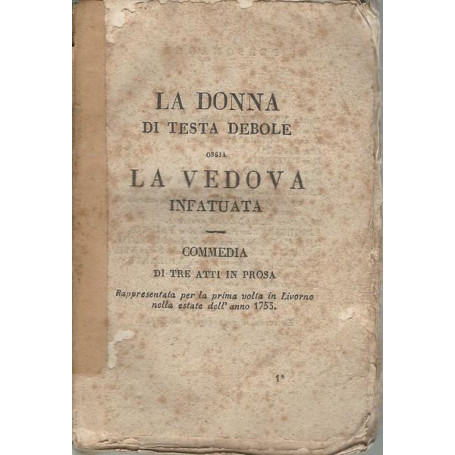 LA DONNA
DI TESTA DEBOLE
OSSIA
LA VEDOVA
INFATUATA
COMMEDIA
DI TRE ATTI IN PROSA
Rappresentata per la prima volta in Livorno
nella estate dell' anno 1753.
1*